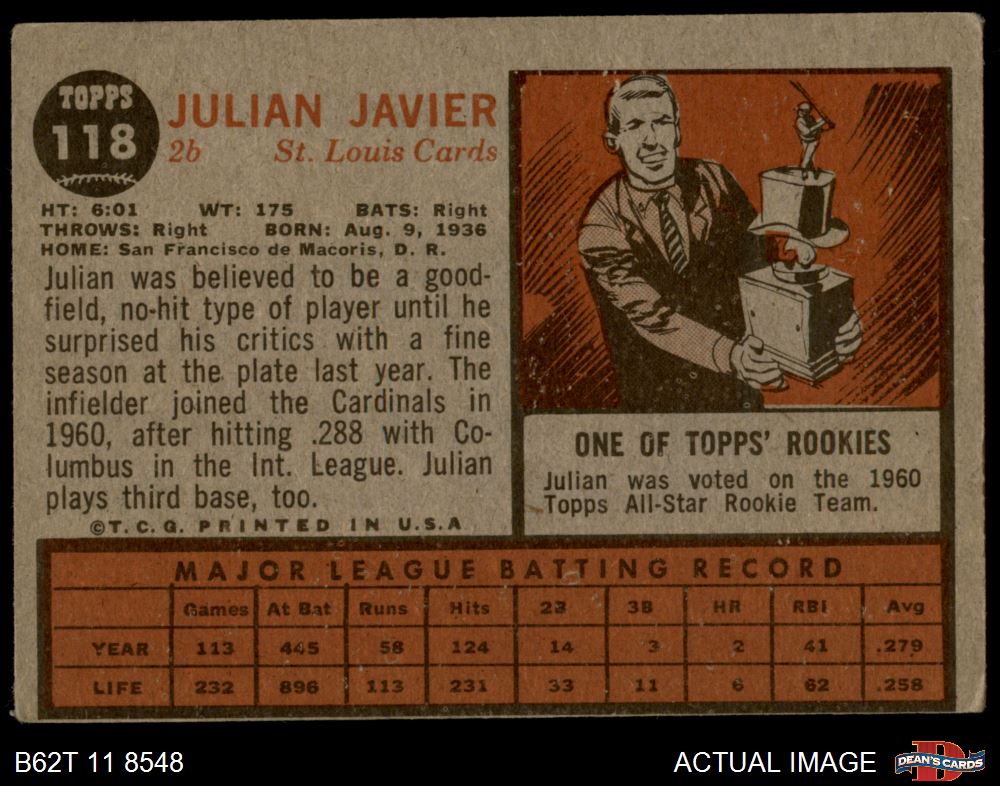 TOPPS
118
JULIAN JAVIER
2b St. Louis Cards
HT: 6:01 WT: 175 BATS: Right
THROWS: Right BORN: Aug. 9, 1936
HOME: San Francisco de Macoris, D. R.
Julian was believed to be a good-
field, no-hit type of player until he
surprised his critics with a fine
season at the plate last year. The
infielder joined the Cardinals in
1960, after hitting .288 with Co-
lumbus in the Int. League. Julian
plays third base, too.
©T. C. G. PRINTED IN U.S.A
ONE OF TOPPS' ROOKIES
Julian was voted on the 1960
Topps All-Star Rookie Team.
MAJOR LEAGUE BATTING RECORD
Games At Bat Runs Hits 2B 3B HR RBI Avg
YEAR 113 445 58 124 14 3 2 41 .279
LIFE 232 896 113 231 33 11 6 62 .258
B62T 11 8548
ACTUAL IMAGE
D
DEAN'S CARDS